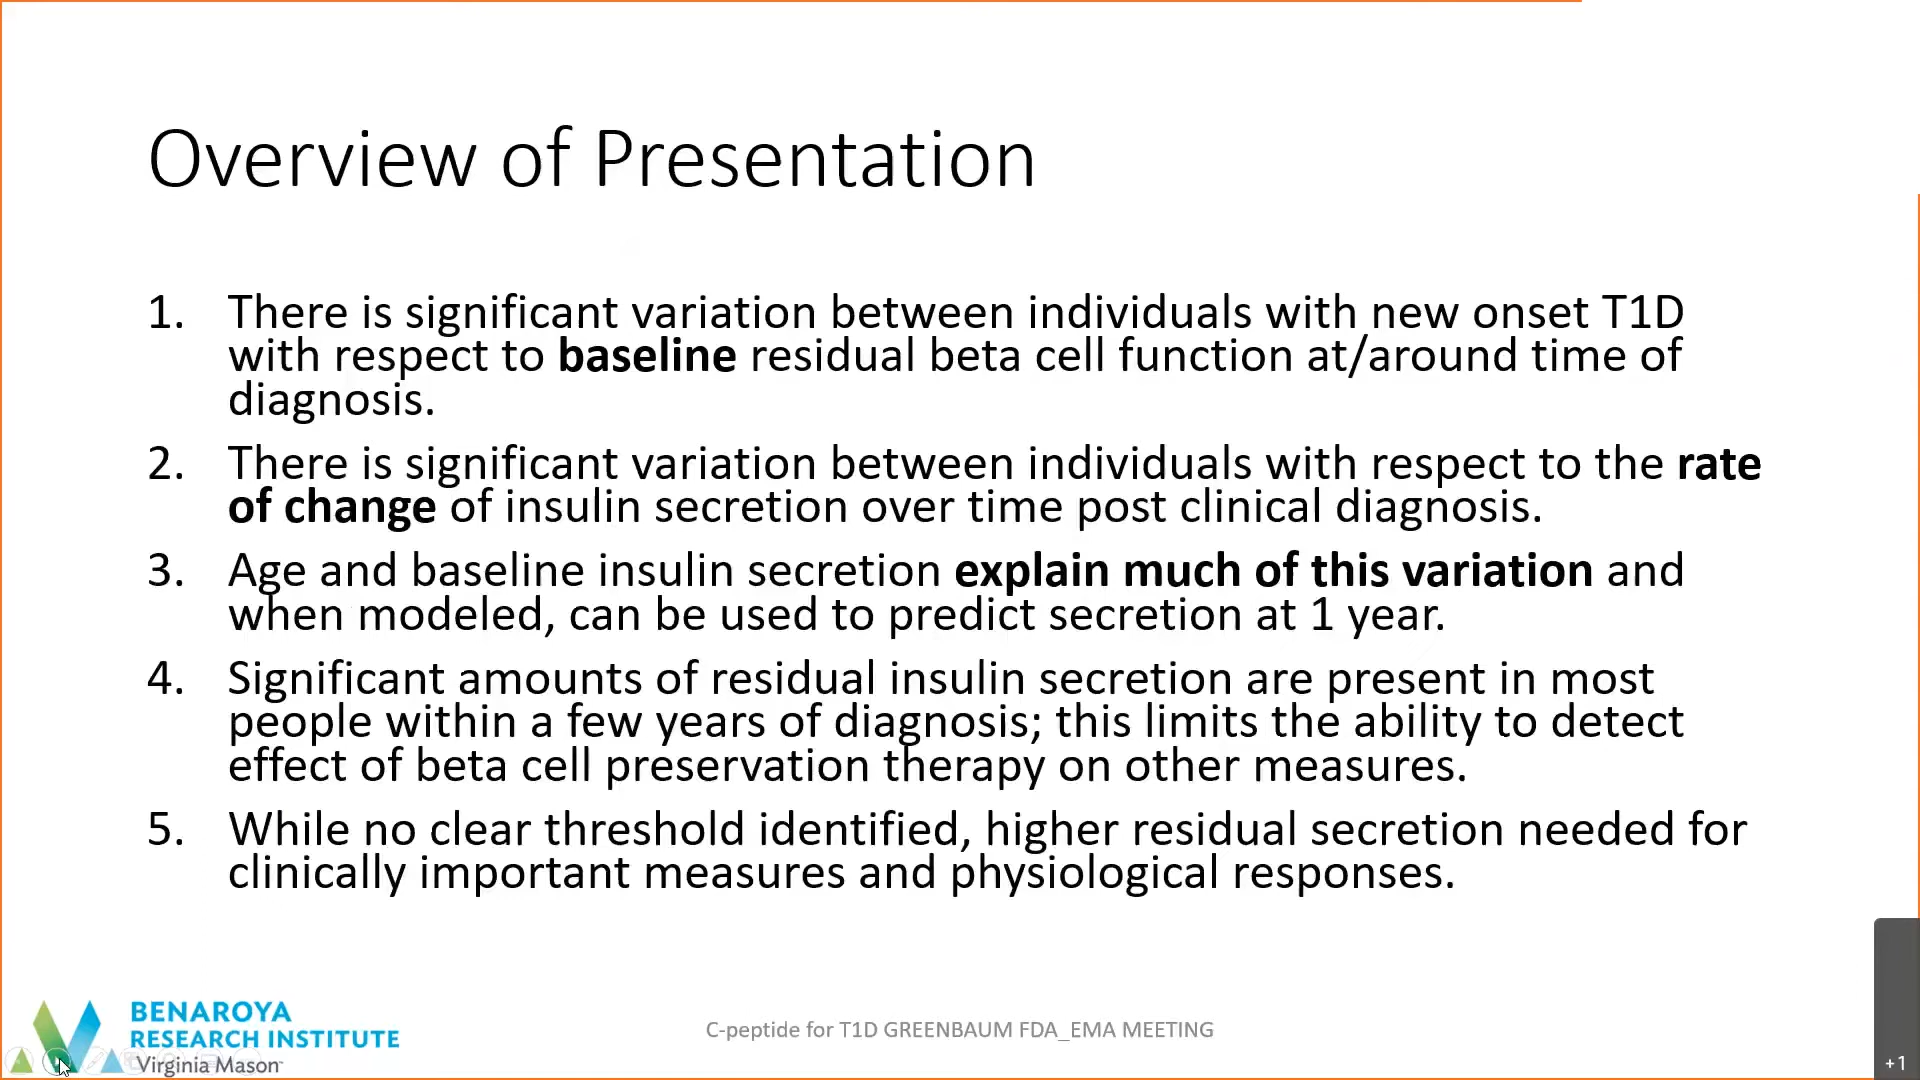 Overview of Presentation
1. There is significant variation between individuals with new onset T1D
with respect to baseline residual beta cell function at/around time of
diagnosis.
2. There is significant variation between individuals with respect to the rate
of change of insulin secretion over time post clinical diagnosis.
3. Age and baseline insulin secretion explain much of this variation and
when modeled, can be used to predict secretion at 1 year.
4. Significant amounts of residual insulin secretion are present in most
people within a few years of diagnosis; this limits the ability to detect
effect of beta cell preservation therapy on other measures.
5. While no clear threshold identified, higher residual secretion needed for
clinically important measures and physiological responses.
BENAROYA
RESEARCH INSTITUTE
Virginia Mason
C-peptide for T1D GREENBAUM FDA_EMA MEETING
+1